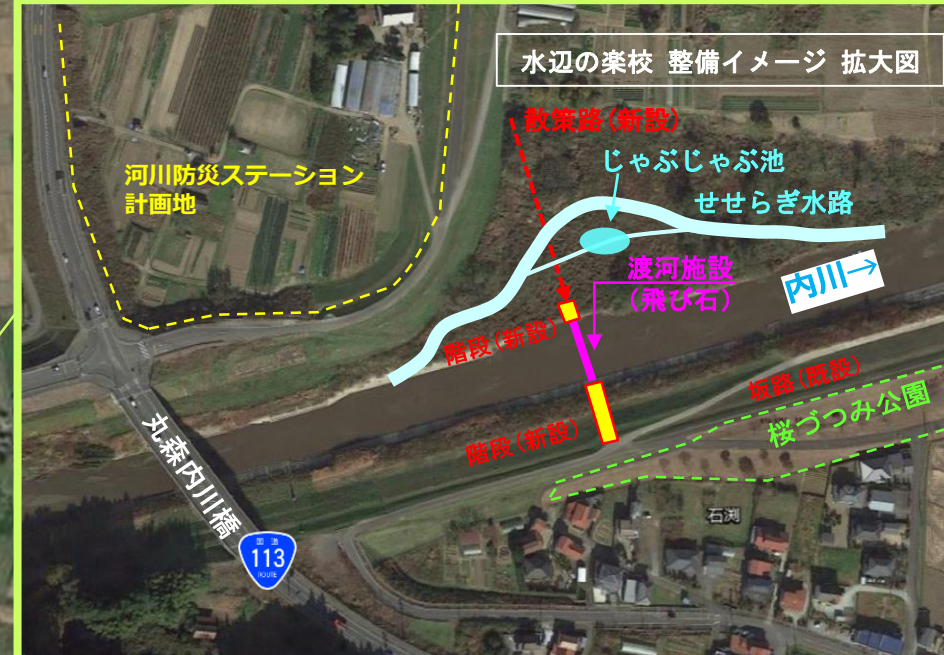 水辺の楽校 整備イメージ 拡大図
散策路(新設)
じゃぶじゃぶ池
河川防災ステーション
計画地
せせらぎ水路
渡河施設
(飛び石)
内川→
階段(新設)
坂路(既設)
桜づつみ公園
階段(新設)
丸森内川橋
石渕
国道
113
ROUTE